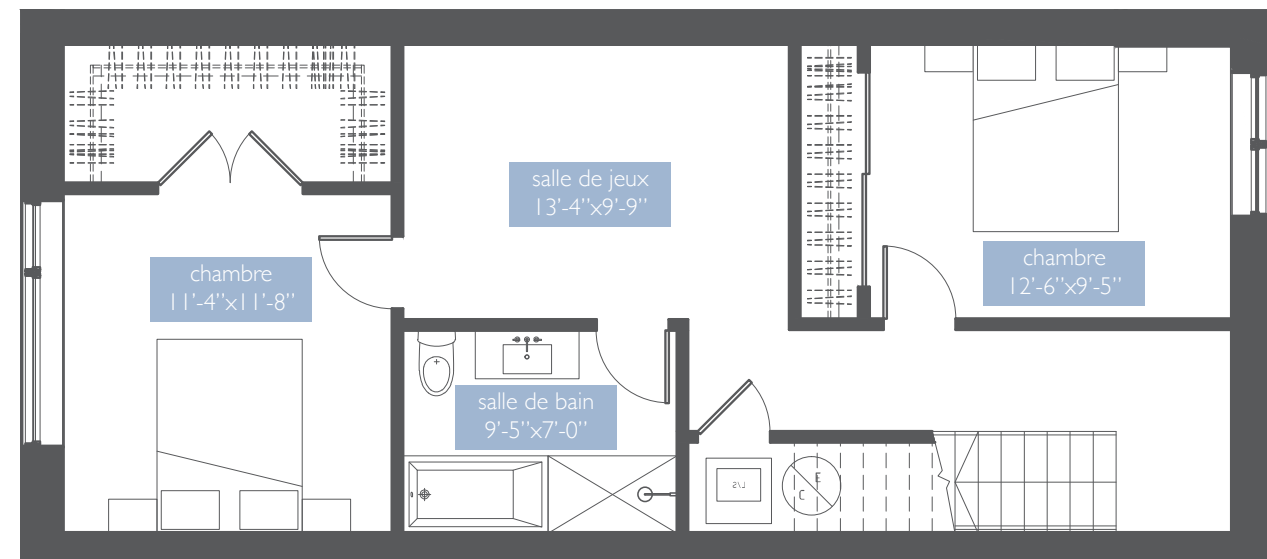 salle de jeux
13'-4''x9'-9''
chambre
11'-4''x11'-8''
chambre
12'-6''x9'-5''
salle de bain
9'-5''x7'-0''
L/S
E
C